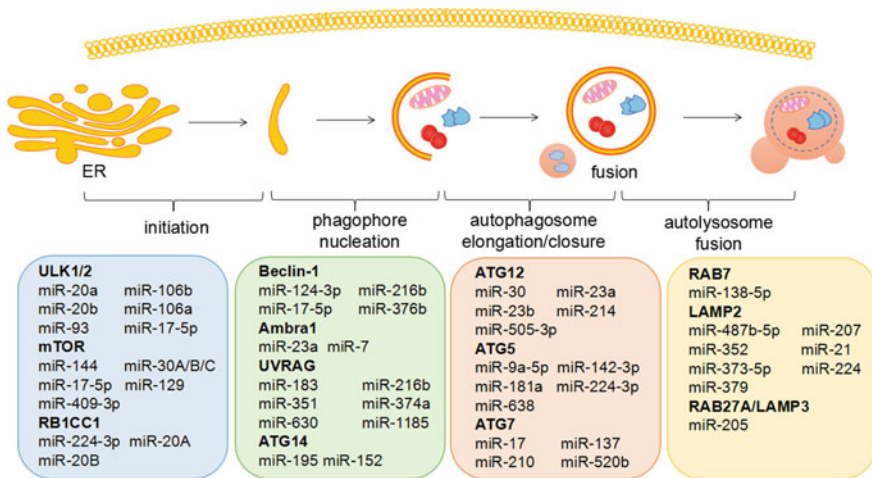 ER
fusion
initiation
phagophore
nucleation
autophagosome
elongation/closure
autolysosome
fusion
ULK1/2
miR-20a miR-106b
miR-20b miR-106a
miR-93 miR-17-5p
mTOR
miR-144 miR-30A/B/C
miR-17-5p miR-129
miR-409-3p
RB1CC1
miR-224-3p miR-20A
miR-20B
Beclin-1
miR-124-3p miR-216b
miR-17-5p miR-376b
Ambra1
miR-23a miR-7
UVRAG
miR-183 miR-216b
miR-351 miR-374a
miR-630 miR-1185
ATG14
miR-195 miR-152
ATG12
miR-30 miR-23a
miR-23b miR-214
miR-505-3p
ATG5
miR-9a-5p miR-142-3p
miR-181a miR-224-3p
miR-638
ATG7
miR-17 miR-137
miR-210 miR-520b
RAB7
miR-138-5p
LAMP2
miR-487b-5p miR-207
miR-352 miR-21
miR-373-5p miR-224
miR-379
RAB27A/LAMP3
miR-205